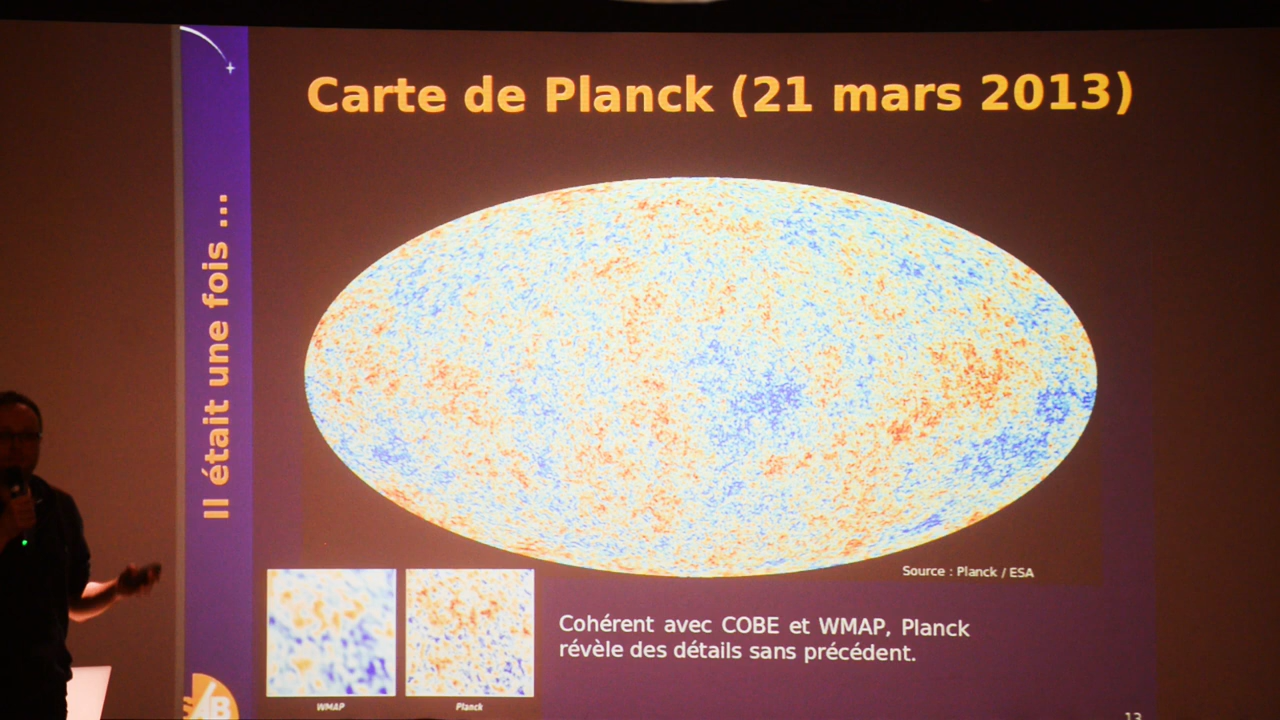 Carte de Planck (21 mars 2013)
Il était une fois ...
Source : Planck / ESA
Cohérent avec COBE et WMAP, Planck
révèle des détails sans précédent.
WMAP
Planck
13